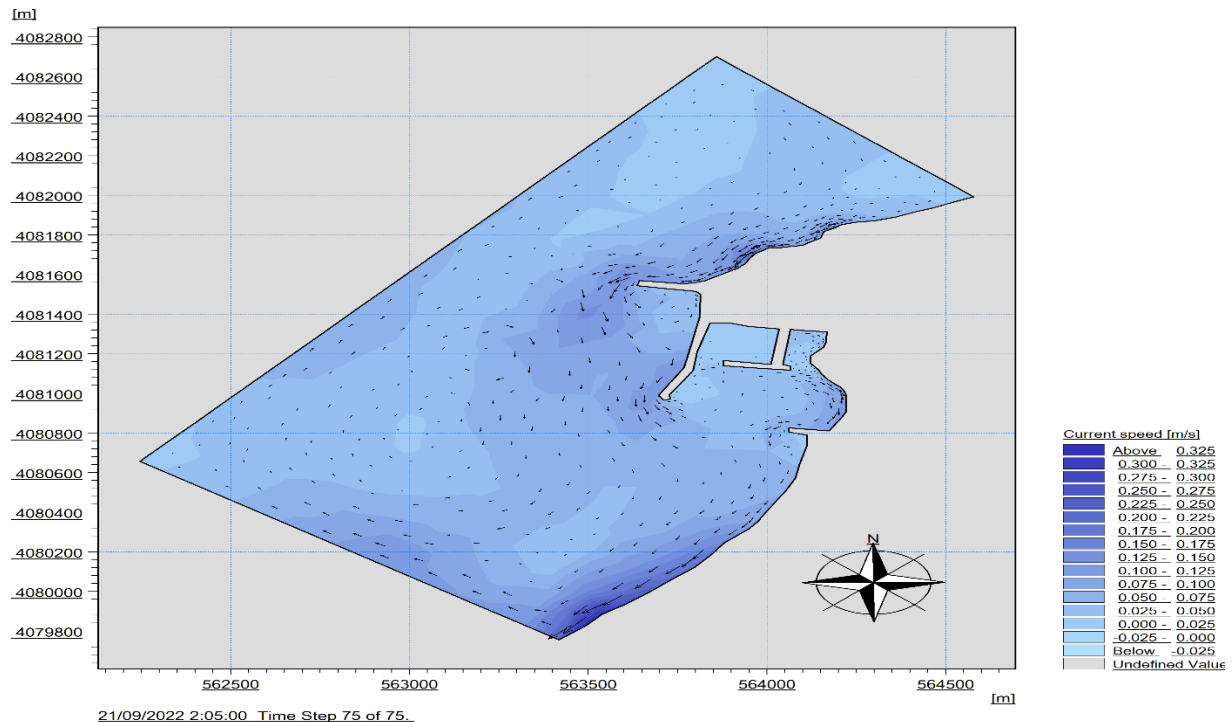 [m]
4082800
4082600
4082400
4082200
4082000
4081800
4081600
4081400
4081200
4081000
4080800
4080600
4080400
4080200
4080000
4079800
562500 563000 563500 564000 564500
[m]
21/09/2022 2:05:00 Time Step 75 of 75.
N
Current speed [m/s]
Above 0.325
0.300 - 0.325
0.275 - 0.300
0.250 - 0.275
0.225 - 0.250
0.200 - 0.225
0.175 - 0.200
0.150 - 0.175
0.125 - 0.150
0.100 - 0.125
0.075 - 0.100
0.050 - 0.075
0.025 - 0.050
0.000 - 0.025
-0.025 - 0.000
Below -0.025
Undefined Value